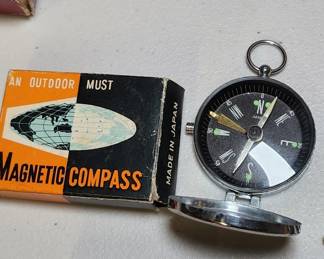 AN OUTDOOR MUST
MAGNETIC COMPASS
MADE IN JAPAN
N
E
S